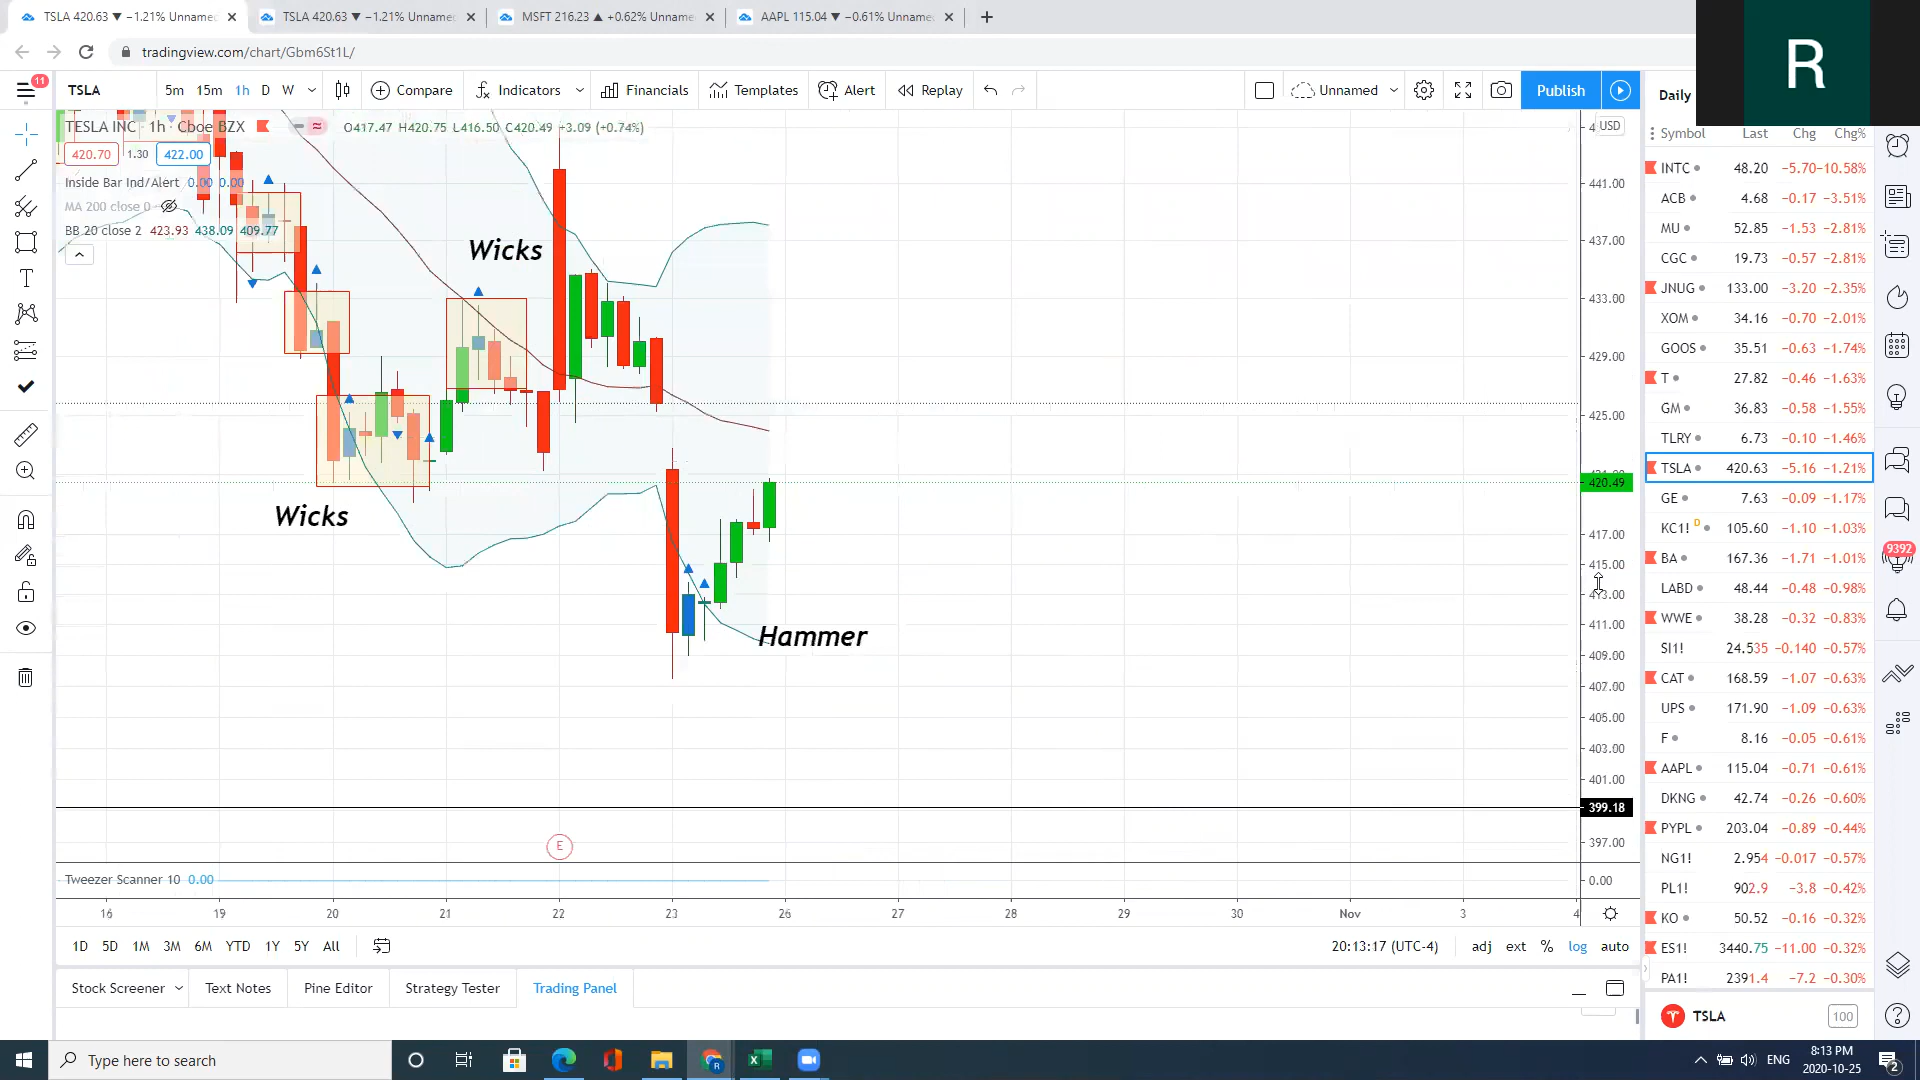 TSLA 420.63 ▼ −1.21% Unname
TSLA 420.63 ▼ −1.21% Unname
MSFT 216.23 ▲ +0.62% Unname
AAPL 115.04 ▼ −0.61% Unname
tradingview.com/chart/Gbm6St1L/
R
11
TSLA 5m 15m 1h D W Compare Indicators Financials Templates Alert Replay Unnamed Publish
Daily
TESLA INC · 1h · Cboe BZX O417.47 H420.75 L416.50 C420.49 +3.09 (+0.74%)
420.70 1.30 422.00
Inside Bar Ind/Alert 0.00 0.00
MA 200 close 0
BB 20 close 2 423.93 438.09 409.77
Wicks
Wicks
Hammer
E
USD
441.00
437.00
433.00
429.00
425.00
420.49
417.00
415.00
413.00
411.00
409.00
407.00
405.00
403.00
401.00
399.18
397.00
Tweezer Scanner 10 0.00
0.00
16 19 20 21 22 23 26 27 28 29 30 Nov 3 4
1D 5D 1M 3M 6M YTD 1Y 5Y All
20:13:17 (UTC-4) adj ext % log auto
Stock Screener Text Notes Pine Editor Strategy Tester Trading Panel
Symbol Last Chg Chg%
INTC 48.20 −5.70 −10.58%
ACB 4.68 −0.17 −3.51%
MU 52.85 −1.53 −2.81%
CGC 19.73 −0.57 −2.81%
JNUG 133.00 −3.20 −2.35%
XOM 34.16 −0.70 −2.01%
GOOS 35.51 −0.63 −1.74%
T 27.82 −0.46 −1.63%
GM 36.83 −0.58 −1.55%
TLRY 6.73 −0.10 −1.46%
TSLA 420.63 −5.16 −1.21%
GE 7.63 −0.09 −1.17%
KC1! D 105.60 −1.10 −1.03%
BA 167.36 −1.71 −1.01%
LABD 48.44 −0.48 −0.98%
WWE 38.28 −0.32 −0.83%
SI1! 24.535 −0.140 −0.57%
CAT 168.59 −1.07 −0.63%
UPS 171.90 −1.09 −0.63%
F 8.16 −0.05 −0.61%
AAPL 115.04 −0.71 −0.61%
DKNG 42.74 −0.26 −0.60%
PYPL 203.04 −0.89 −0.44%
NG1! 2.954 −0.017 −0.57%
PL1! 902.9 −3.8 −0.42%
KO 50.52 −0.16 −0.32%
ES1! 3440.75 −11.00 −0.32%
PA1! 2391.4 −7.2 −0.30%
TSLA 100
9392
Type here to search
ENG
8:13 PM
2020-10-25
2